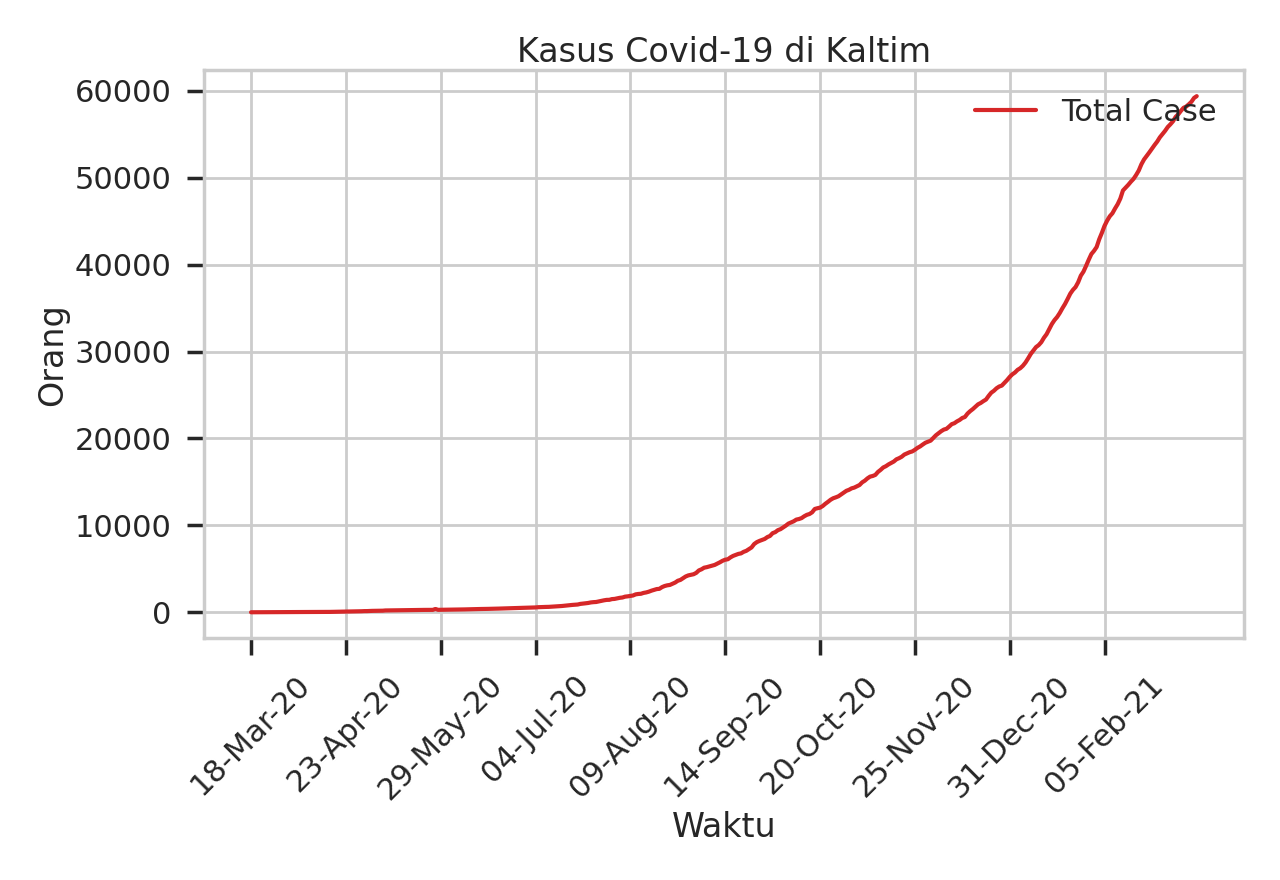 Kasus Covid-19 di Kaltim
Total Case
Orang
60000
50000
40000
30000
20000
10000
0
18-Mar-20
23-Apr-20
29-May-20
04-Jul-20
09-Aug-20
14-Sep-20
20-Oct-20
25-Nov-20
31-Dec-20
05-Feb-21
Waktu